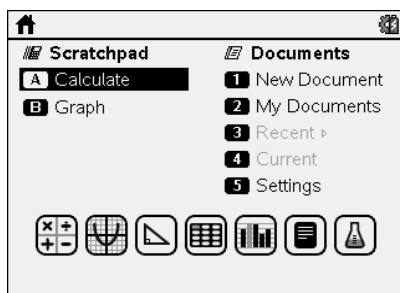 Scratchpad
A Calculate
B Graph
Documents
1 New Document
2 My Documents
3 Recent ▹
4 Current
5 Settings